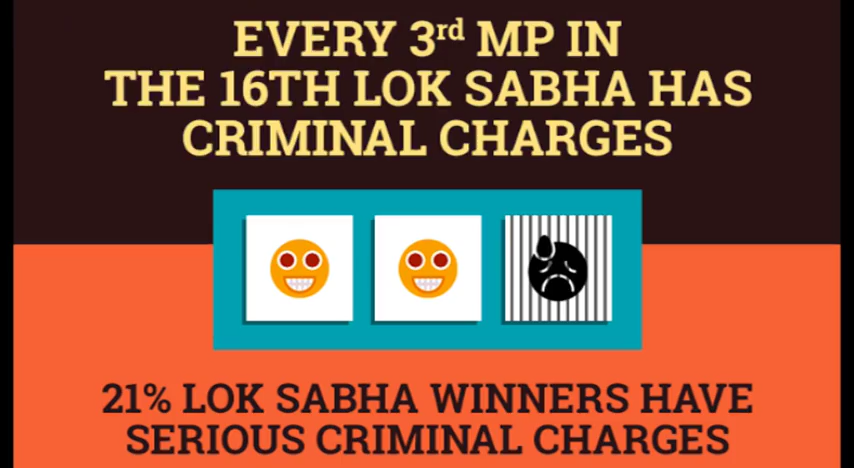 EVERY 3rd MP IN
THE 16TH LOK SABHA HAS
CRIMINAL CHARGES
21% LOK SABHA WINNERS HAVE
SERIOUS CRIMINAL CHARGES